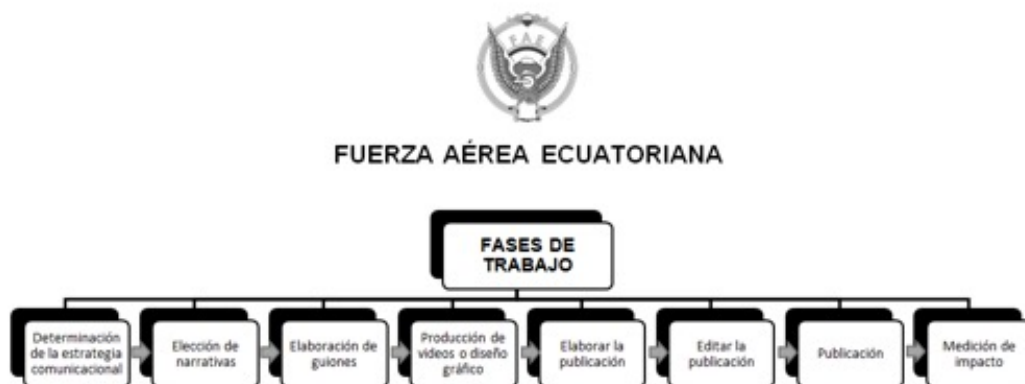 FAE
FUERZA AÉREA ECUATORIANA
FASES DE
TRABAJO
Determinación
de la estrategia
comunicacional
Elección de
narrativas
Elaboración de
guiones
Producción de
videos o diseño
gráfico
Elaborar la
publicación
Editar la
publicación
Publicación
Medición de
impacto